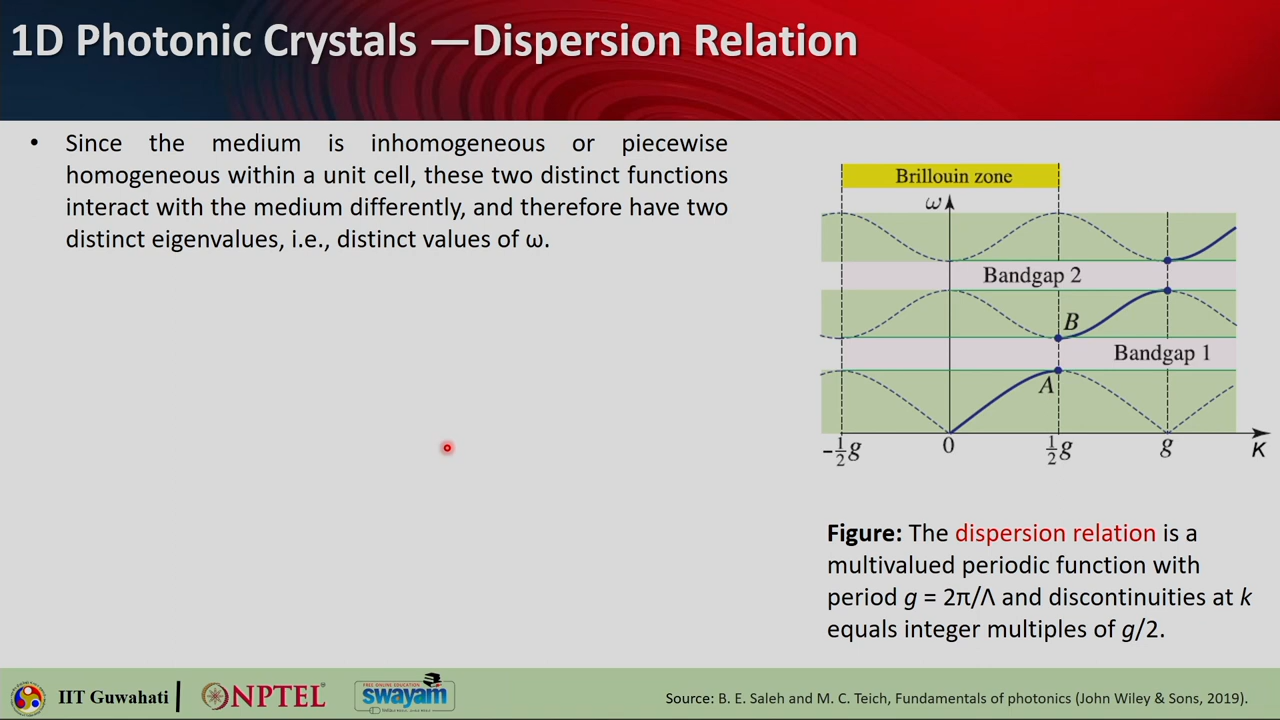 1D Photonic Crystals —Dispersion Relation
• Since the medium is inhomogeneous or piecewise
homogeneous within a unit cell, these two distinct functions
interact with the medium differently, and therefore have two
distinct eigenvalues, i.e., distinct values of ω.
Brillouin zone
ω
Bandgap 2
B
Bandgap 1
A
−½g 0 ½g g K
Figure: The dispersion relation is a
multivalued periodic function with
period g = 2π/Λ and discontinuities at k
equals integer multiples of g/2.
IIT Guwahati
NPTEL
FREE ONLINE EDUCATION
swayam
Source: B. E. Saleh and M. C. Teich, Fundamentals of photonics (John Wiley & Sons, 2019).